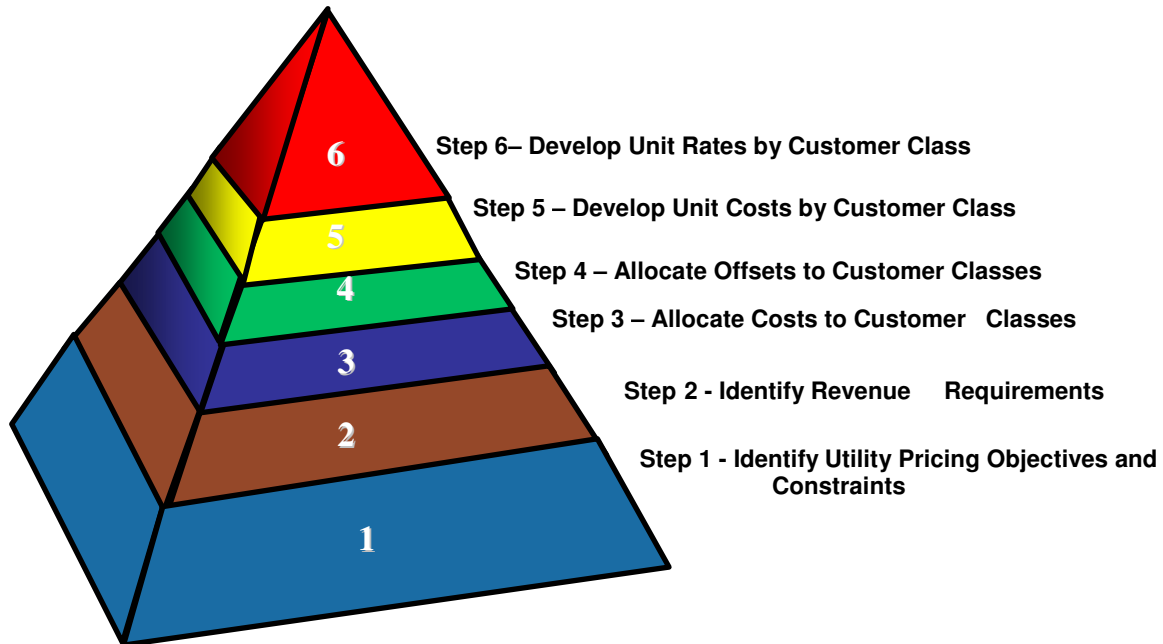 6
Step 6– Develop Unit Rates by Customer Class
Step 5 – Develop Unit Costs by Customer Class
5
Step 4 – Allocate Offsets to Customer Classes
4
Step 3 – Allocate Costs to Customer Classes
3
Step 2 - Identify Revenue Requirements
2
Step 1 - Identify Utility Pricing Objectives and
Constraints
1